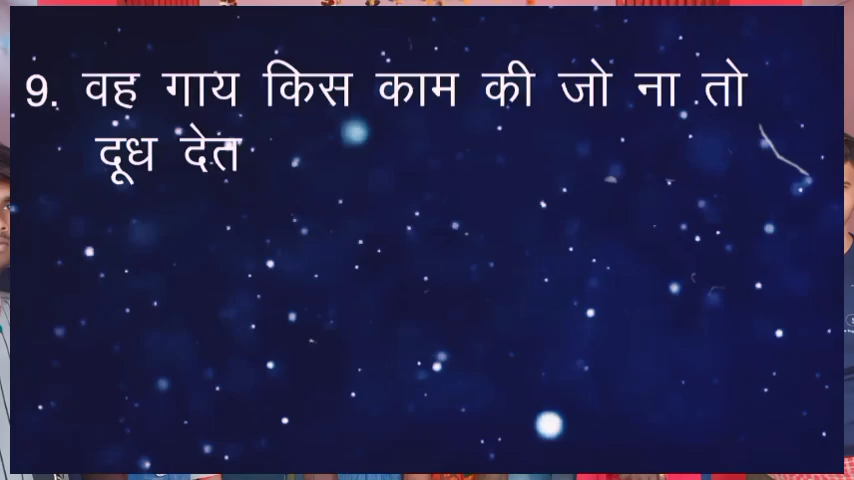 9. वह गाय किस काम की जो ना तो
दूध देत